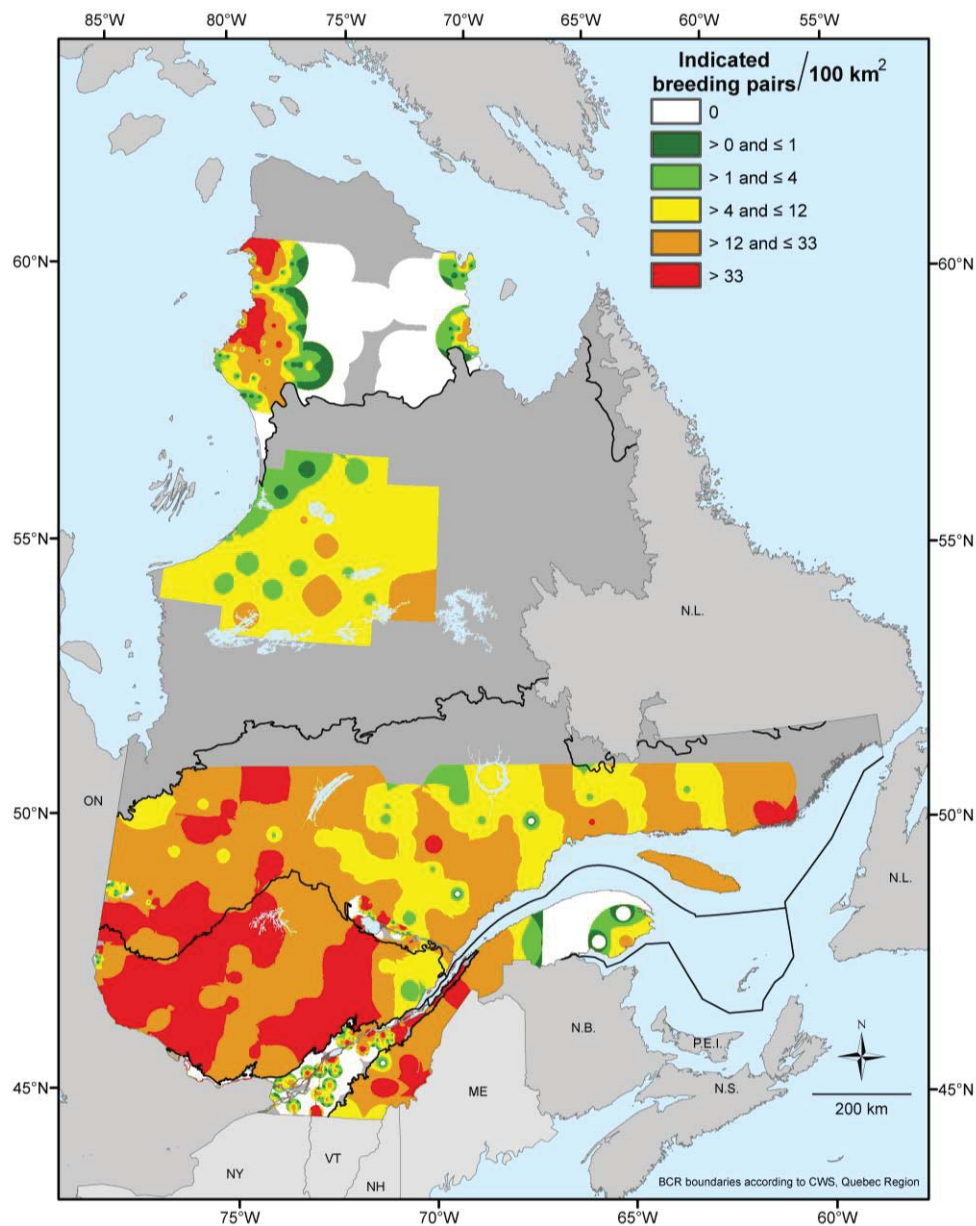 85°W 80°W 75°W 70°W 65°W 60°W 55°W
Indicated
breeding pairs/100 km²
0
> 0 and ≤ 1
> 1 and ≤ 4
> 4 and ≤ 12
> 12 and ≤ 33
> 33
60°N 60°N
55°N 55°N
N.L.
ON
50°N 50°N
N.L.
N.B.
P.E.I.
N
45°N 45°N
ME
N.S.
200 km
NY
VT
NH
BCR boundaries according to CWS, Quebec Region
75°W 70°W 65°W 60°W